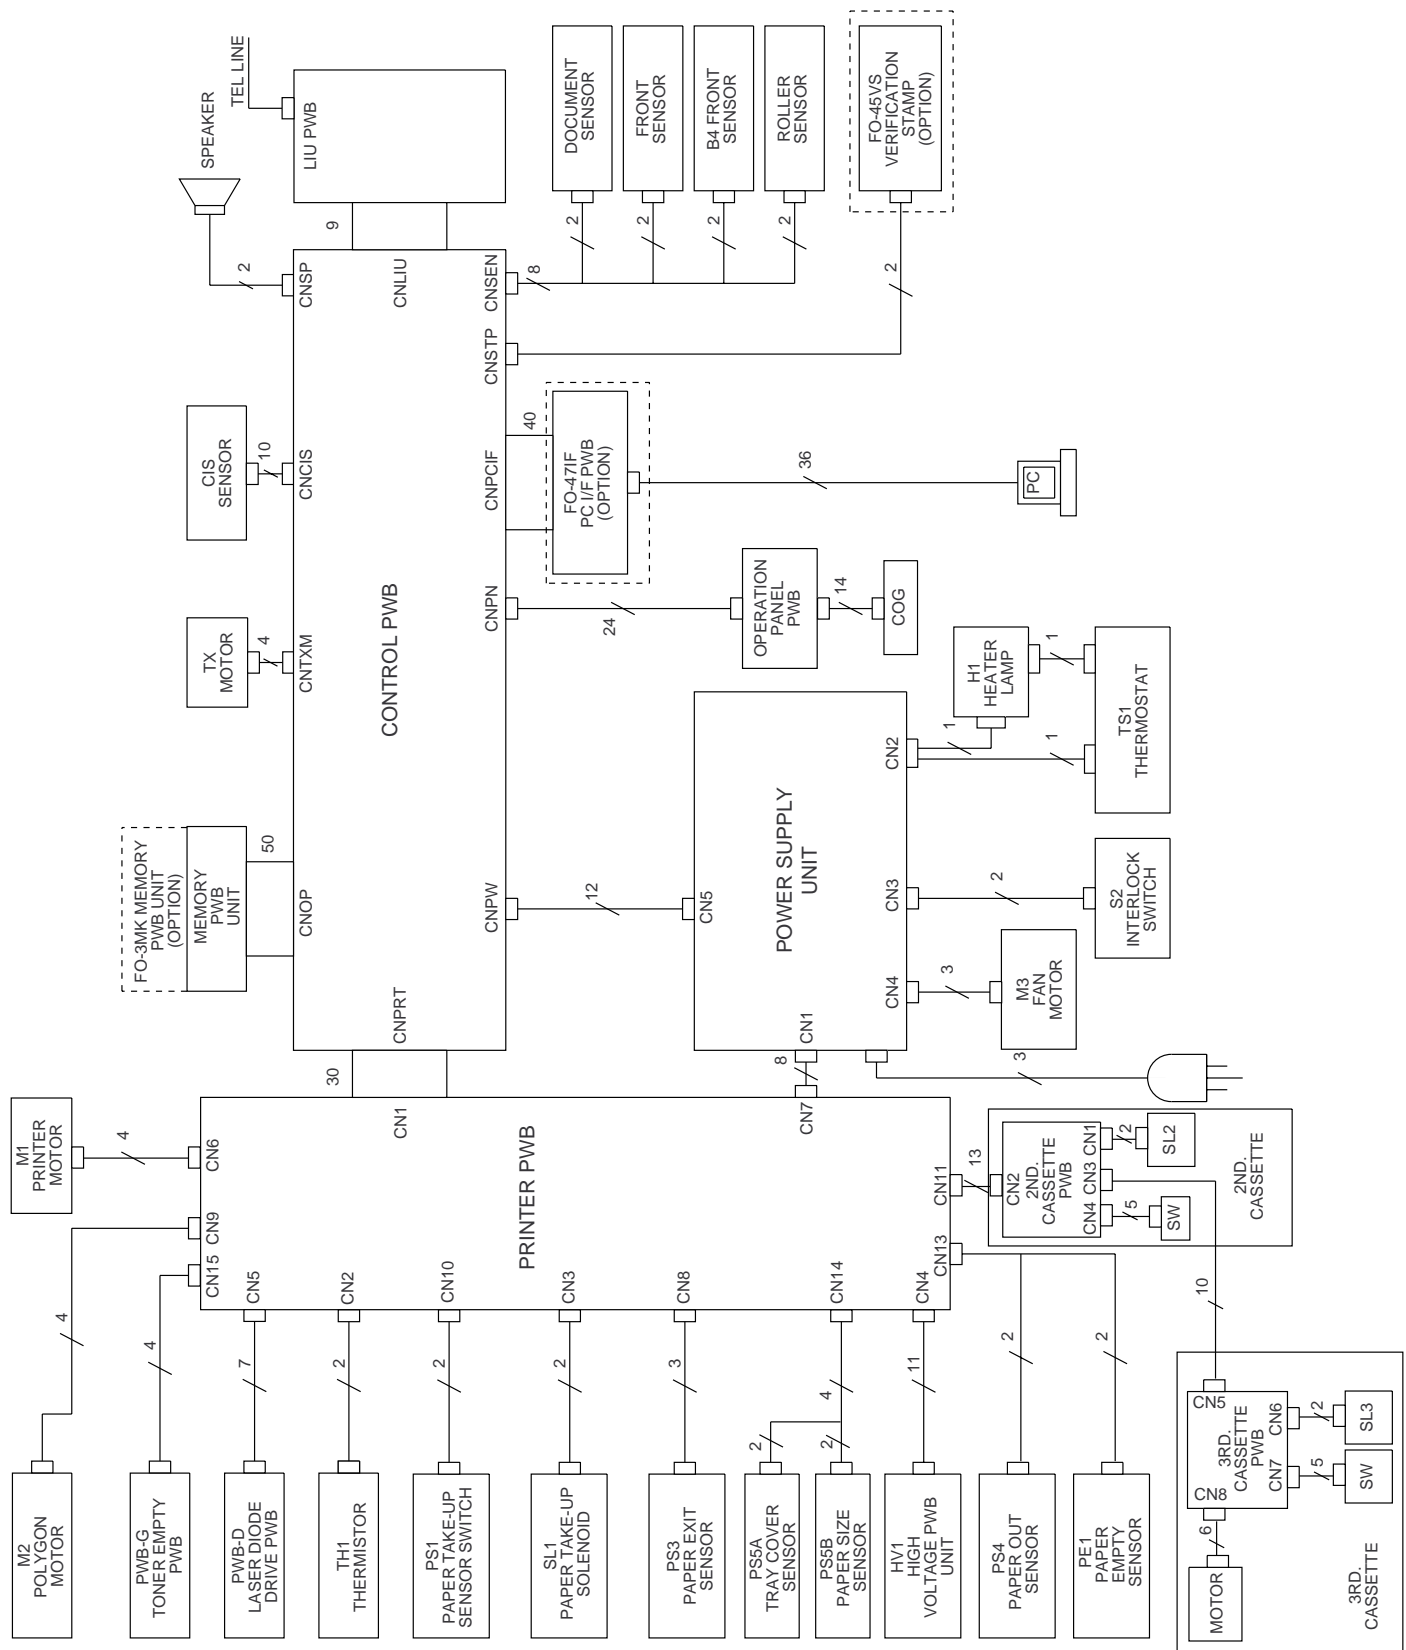 M2
POLYGON
MOTOR
PWB-G
TONER EMPTY
PWB
PWB-D
LASER DIODE
DRIVE PWB
TH1
THERMISTOR
PS1
PAPER TAKE-UP
SENSOR SWITCH
SL1
PAPER TAKE-UP
SOLENOID
PS3
PAPER EXIT
SENSOR
PS5A
TRAY COVER
SENSOR
PS5B
PAPER SIZE
SENSOR
HV1
HIGH
VOLTAGE PWB
UNIT
PS4
PAPER OUT
SENSOR
PE1
PAPER
EMPTY
SENSOR
4
4
7
2
2
2
3
2
2
4
11
2
2
M1
PRINTER
MOTOR
4
CN6
CN9
CN15
CN5
CN2
CN10
CN3
CN8
CN14
CN4
CN13
CN11
CN7
CN1
PRINTER PWB
30
8
13
3RD.
CASSETTE
MOTOR
6
CN8
3RD.
CASSETTE
PWB
CN5
CN7
CN6
5
2
SW
SL3
10
2ND.
CASSETTE
CN2
2ND.
CASSETTE
PWB
CN4
CN3
CN1
5
2
SW
SL2
FO-3MK MEMORY
PWB UNIT
(OPTION)
MEMORY
PWB
UNIT
50
TX
MOTOR
4
CIS
SENSOR
10
SPEAKER
2
TEL LINE
LIU PWB
9
CNPRT
CNOP
CNTXM
CNCIS
CNSP
CNLIU
CONTROL PWB
CNPW
CNPN
CNPCIF
CNSTP
CNSEN
12
24
40
8
CN5
POWER SUPPLY
UNIT
CN1
CN4
CN3
CN2
3
3
2
1
1
1
M3
FAN
MOTOR
S2
INTERLOCK
SWITCH
H1
HEATER
LAMP
TS1
THERMOSTAT
OPERATION
PANEL
PWB
14
COG
FO-47IF
PC I/F PWB
(OPTION)
36
PC
DOCUMENT
SENSOR
FRONT
SENSOR
B4 FRONT
SENSOR
ROLLER
SENSOR
2
2
2
2
FO-45VS
VERIFICATION
STAMP
(OPTION)
2